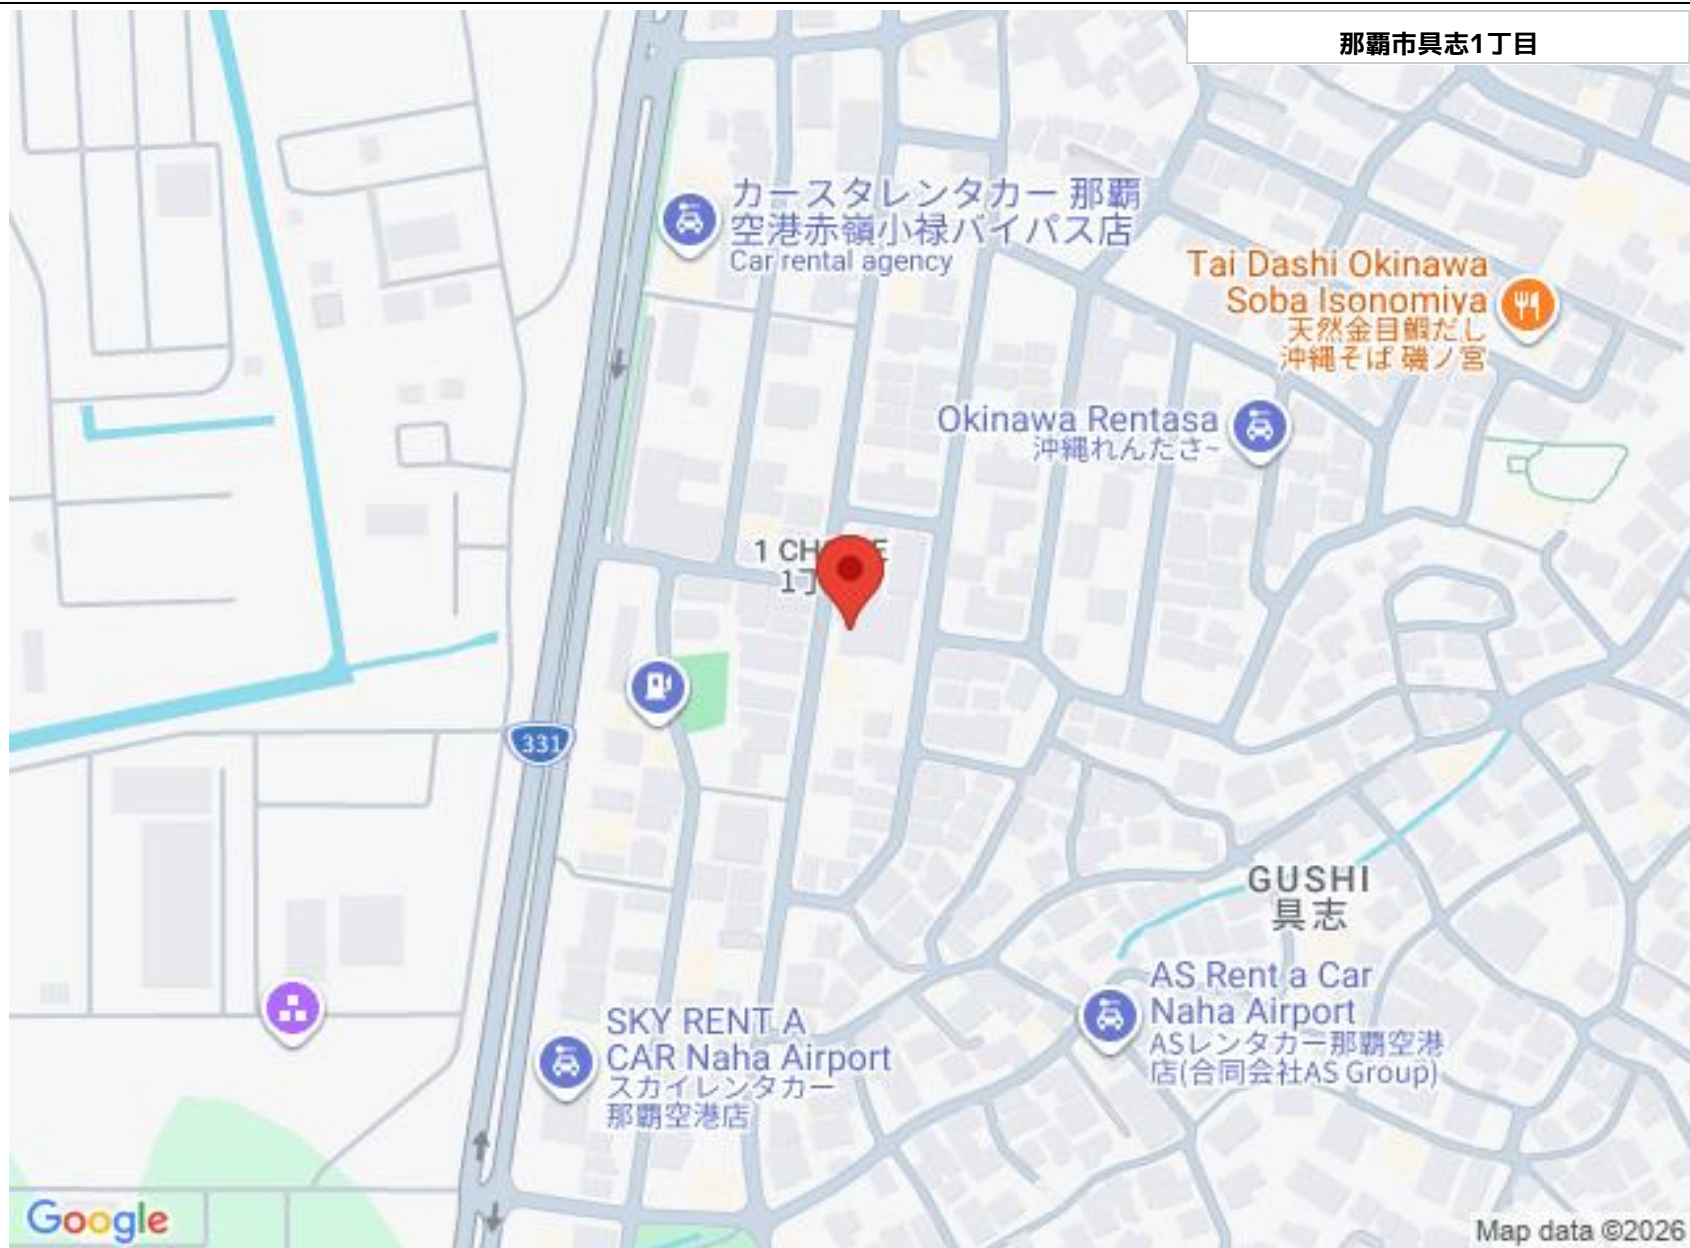 那覇市具志1丁目
カースタレンタカー 那覇
空港赤嶺小禄バイパス店
Car rental agency
Tai Dashi Okinawa
Soba Isonomiya
天然金目鯛だし
沖縄そば 磯ノ宮
Okinawa Rentasa
沖縄れんたさ~
1 CH E
1丁
331
GUSHI
具志
AS Rent a Car
Naha Airport
ASレンタカー那覇空港
店(合同会社AS Group)
SKY RENT A
CAR Naha Airport
スカイレンタカー
那覇空港店
Google
Map data ©2026